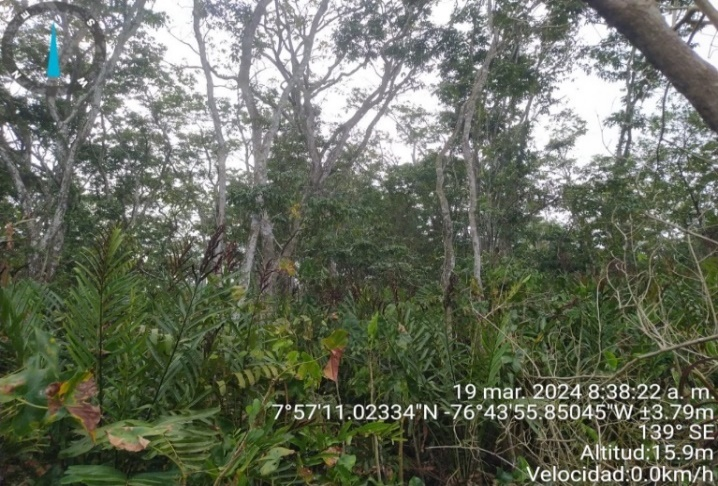 19 mar. 2024 8:38:22 a. m.
7°57'11.02334"N -76°43'55.85045"W ±3.79m
139° SE
Altitud:15.9m
Velocidad:0.0km/h